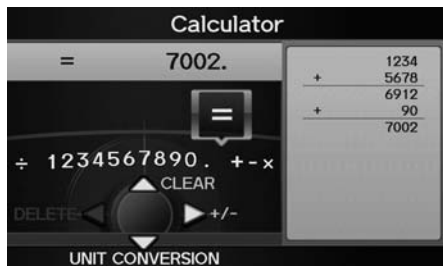 Calculator
= 7002.
=
÷ 1234567890. +-×
CLEAR
DELETE
+/-
UNIT CONVERSION
1234
+ 5678
6912
+ 90
7002